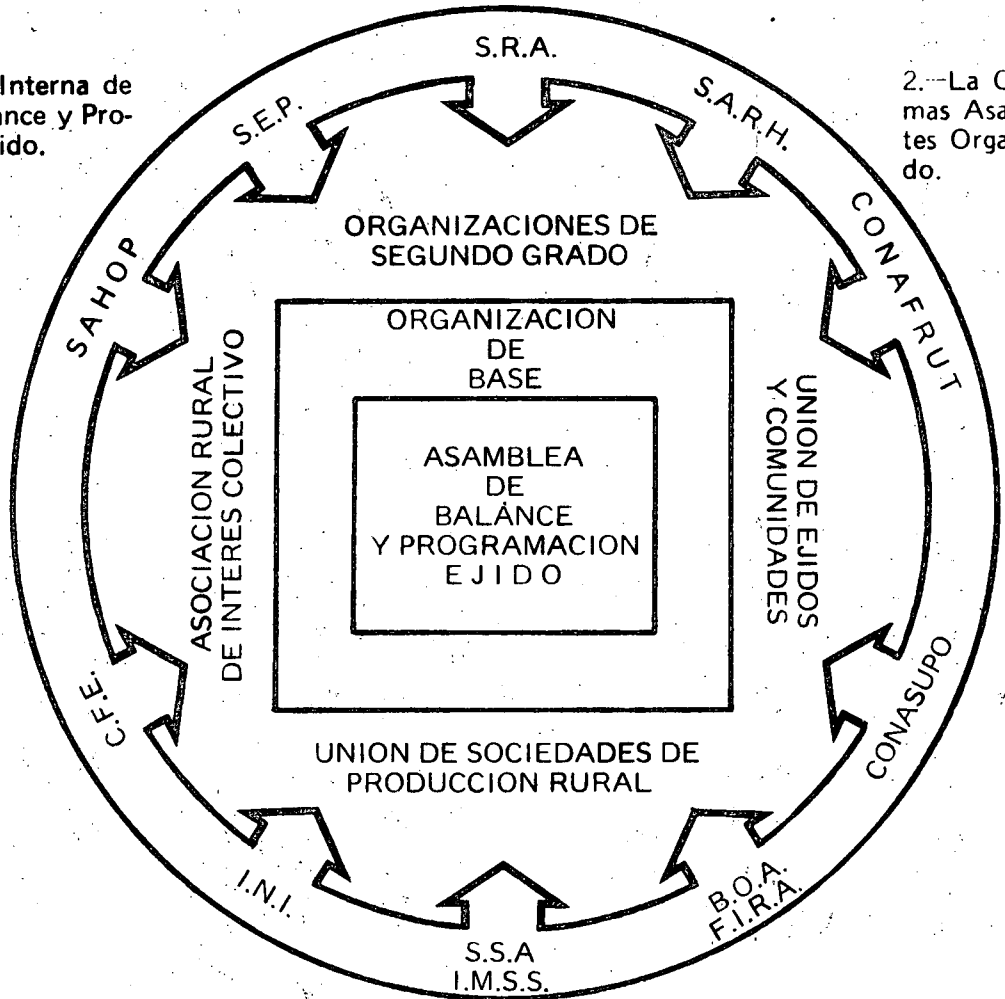 Interna de
ance y Pro-
ido.
2.--La O
mas Asa
tes Orga
do.
S.R.A.
S.E.P.
S.A.R.H.
SAHOP
CONAFRUT
ORGANIZACIONES DE
SEGUNDO GRADO
ORGANIZACION
DE
BASE
ASOCIACION RURAL
DE INTERES COLECTIVO
UNION DE EJIDOS
Y COMUNIDADES
ASAMBLEA
DE
BALÁNCE
Y PROGRAMACION
EJIDO
C.F.E.
CONASUPO
UNION DE SOCIEDADES DE
PRODUCCION RURAL
I.N.I.
B.O.A.
F.I.R.A.
S.S.A
I.M.S.S.